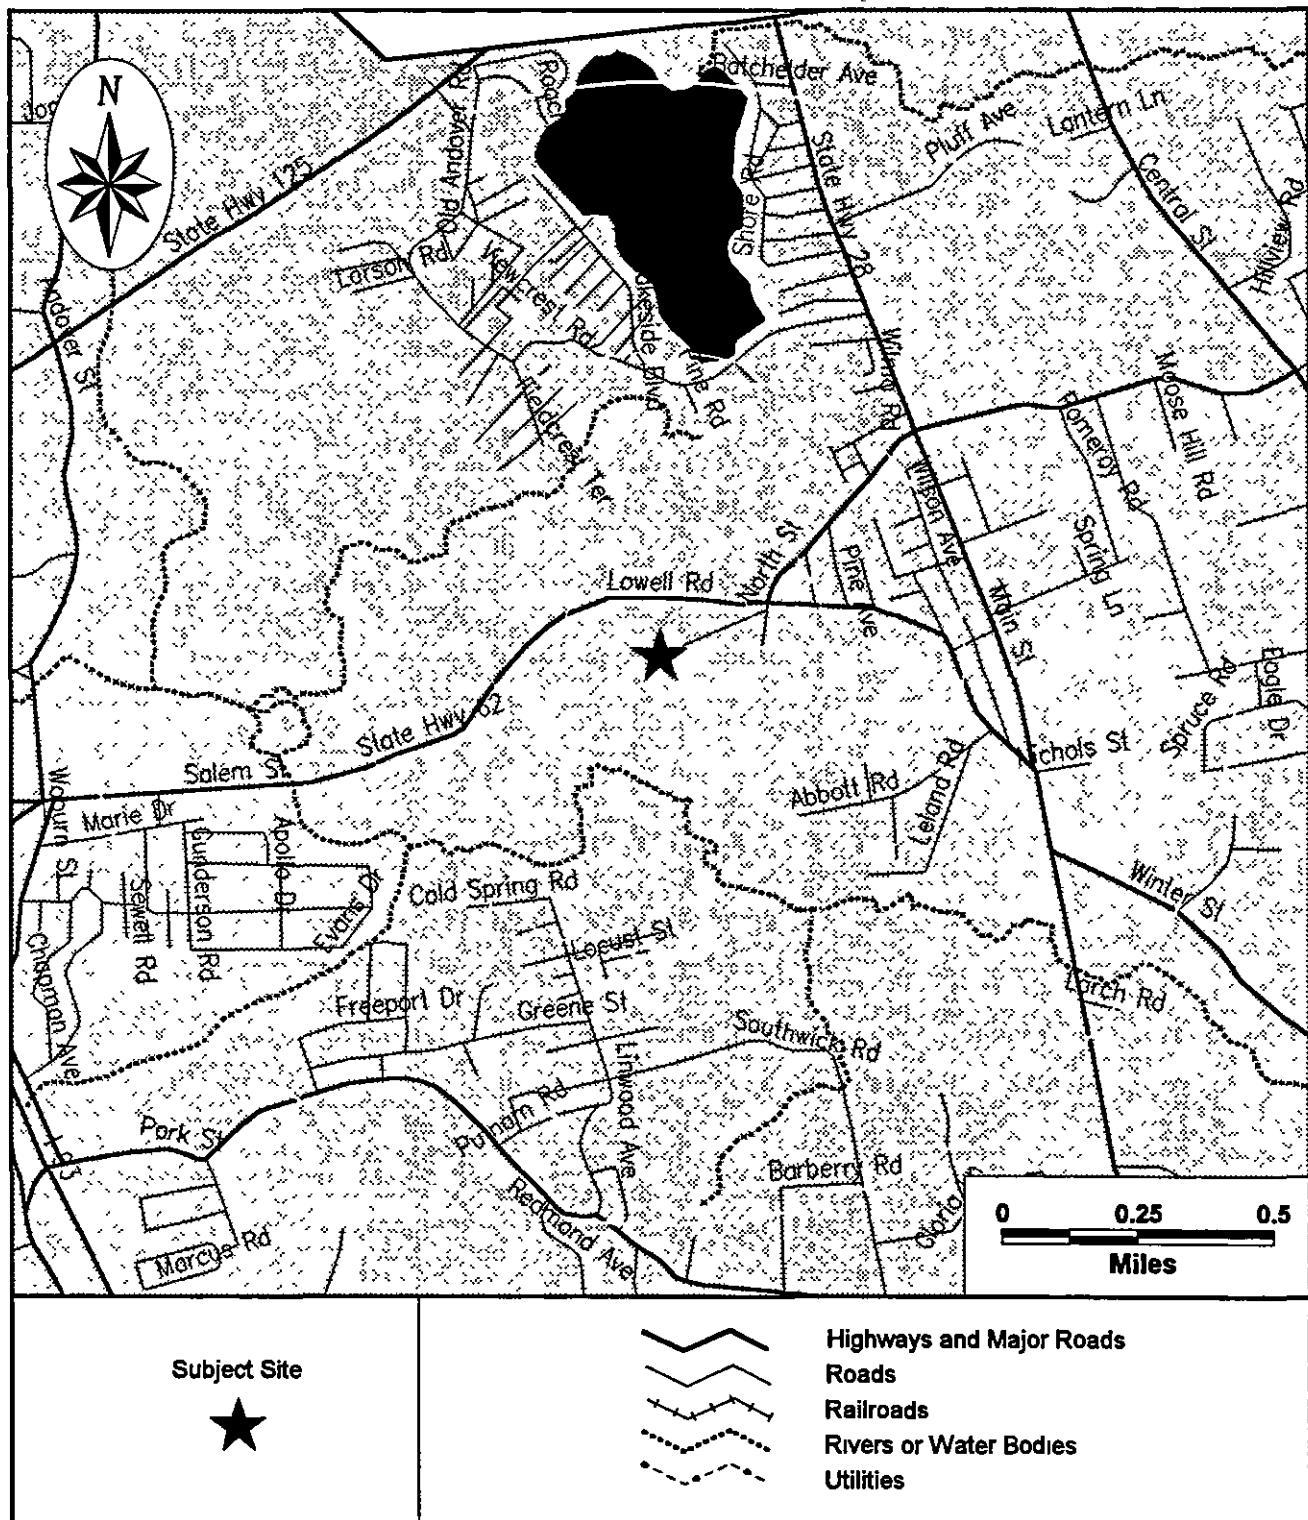 N
Batchelder Ave
Old Andover Rd
State Hwy 125
Pluff Ave
Lantern Ln
State Hwy 28
Central St
Hillview Rd
Shore Rd
Larson Rd
Newcrest Rd
Lakeside Blvd
Andover St
Fieldcrest Ter
Wilson Ave
Pomeroy Rd
Moose Hill Rd
Spring Ln
North St
Pine Ave
Lowell Rd
Main St
Eagle Dr
Spruce Rd
State Hwy 62
Nichols St
Salem St
Abbott Rd
Leland Rd
Woburn St
Marie Dr
Gunderson Rd
Apollo Dr
Evans Dr
Sewell Rd
Cold Spring Rd
Winter St
Locust St
Chapman Ave
Freeport Dr
Greene St
Larch Rd
Southwick Rd
Linwood Ave
Putnam Rd
Park St
I-93
Barberry Rd
Redmond Ave
Gloria
Marcus Rd
0 0.25 0.5
Miles
Subject Site
Highways and Major Roads
Roads
Railroads
Rivers or Water Bodies
Utilities